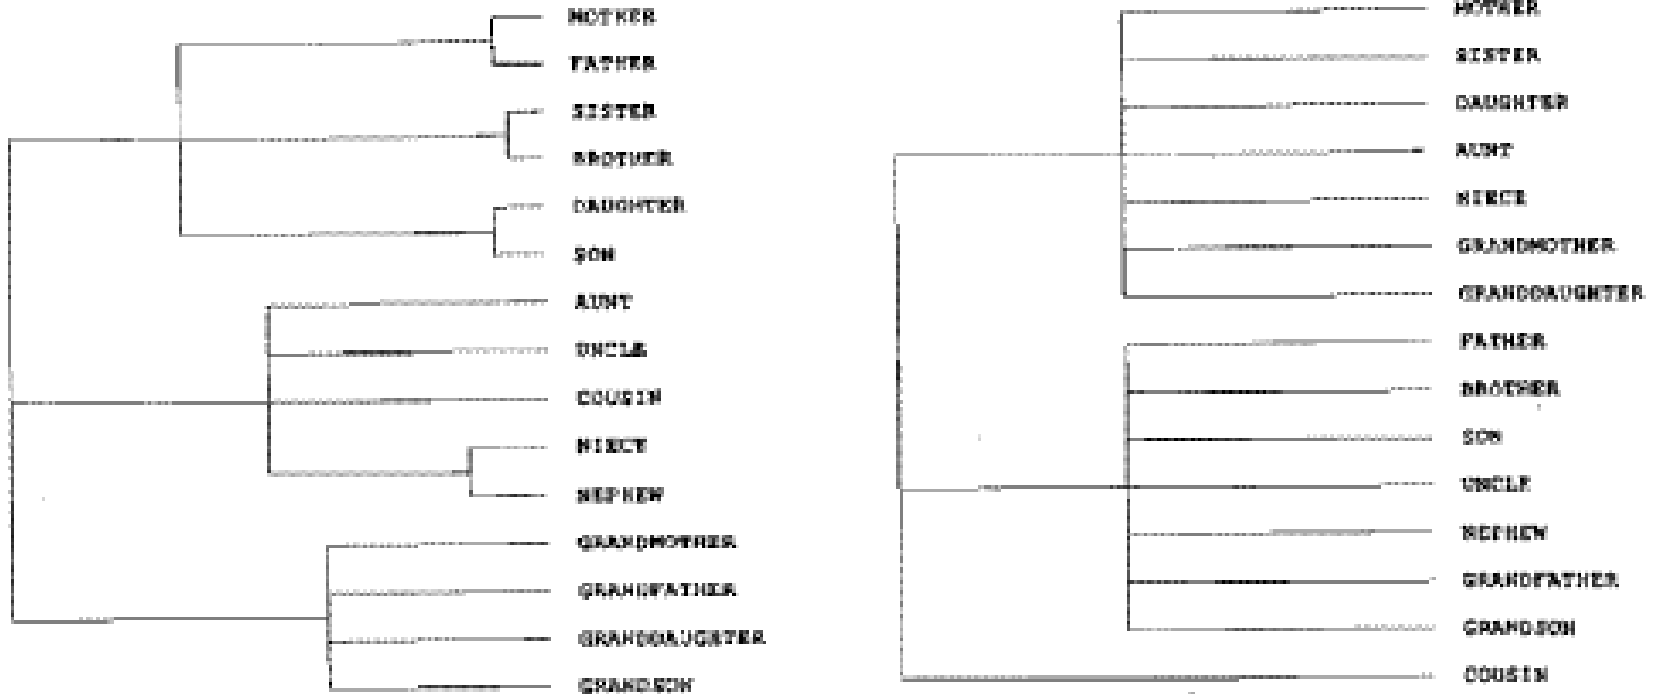 MOTHER
FATHER
SISTER
BROTHER
DAUGHTER
SON
AUNT
UNCLE
COUSIN
NIECE
NEPHEW
GRANDMOTHER
GRANDFATHER
GRANDDAUGHTER
GRANDSON
MOTHER
SISTER
DAUGHTER
AUNT
NIECE
GRANDMOTHER
GRANDDAUGHTER
FATHER
BROTHER
SON
UNCLE
NEPHEW
GRANDFATHER
GRANDSON
COUSIN